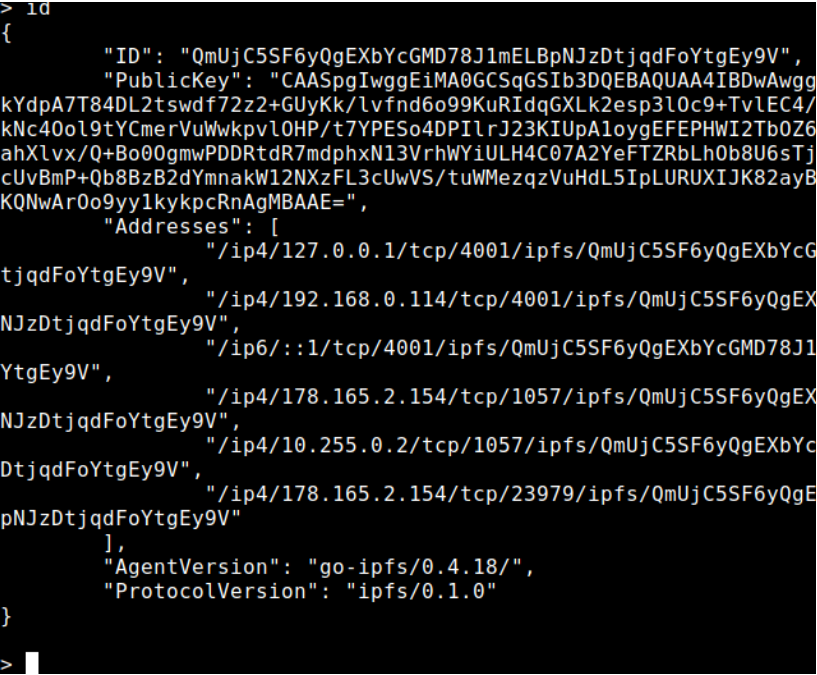 > id
{
        "ID": "QmUjC5SF6yQgEXbYcGMD78J1mELBpNJzDtjqdFoYtgEy9V",
        "PublicKey": "CAASpgIwggEiMA0GCSqGSIb3DQEBAQUAA4IBDwAwgg
kYdpA7T84DL2tswdf72z2+GUyKk/lvfnd6o99KuRIdqGXLk2esp3lOc9+TvlEC4/
kNc4Ool9tYCmerVuWwkpvlOHP/t7YPESo4DPIlrJ23KIUpA1oygEFEPHWI2TbOZ6
ahXlvx/Q+Bo0OgmwPDDRtdR7mdphxN13VrhWYiULH4C07A2YeFTZRbLhOb8U6sTj
cUvBmP+Qb8BzB2dYmnakW12NXzFL3cUwVS/tuWMezqzVuHdL5IpLURUXIJK82ayB
KQNwArOo9yy1kykpcRnAgMBAAE=",
        "Addresses": [
                "/ip4/127.0.0.1/tcp/4001/ipfs/QmUjC5SF6yQgEXbYcG
tjqdFoYtgEy9V",
                "/ip4/192.168.0.114/tcp/4001/ipfs/QmUjC5SF6yQgEX
NJzDtjqdFoYtgEy9V",
                "/ip6/::1/tcp/4001/ipfs/QmUjC5SF6yQgEXbYcGMD78J1
YtgEy9V",
                "/ip4/178.165.2.154/tcp/1057/ipfs/QmUjC5SF6yQgEX
NJzDtjqdFoYtgEy9V",
                "/ip4/10.255.0.2/tcp/1057/ipfs/QmUjC5SF6yQgEXbYc
DtjqdFoYtgEy9V",
                "/ip4/178.165.2.154/tcp/23979/ipfs/QmUjC5SF6yQgE
pNJzDtjqdFoYtgEy9V"
        ],
        "AgentVersion": "go-ipfs/0.4.18/",
        "ProtocolVersion": "ipfs/0.1.0"
}
>